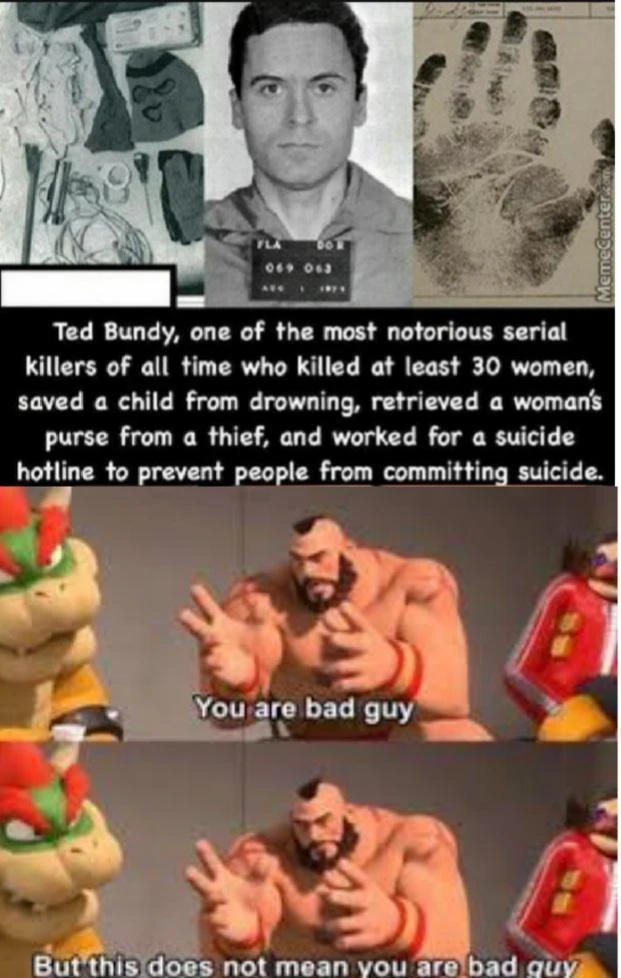 FLA DO R
069 063
MemeCenter.com
Ted Bundy, one of the most notorious serial
killers of all time who killed at least 30 women,
saved a child from drowning, retrieved a woman's
purse from a thief, and worked for a suicide
hotline to prevent people from committing suicide.
You are bad guy
But this does not mean you are bad guy